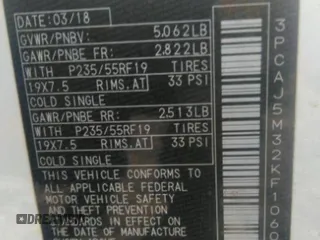 DATE: 03/18
GVWR/PNBV: 5,062LB
GAWR/PNBE FR: 2,822LB
WITH P235/55RF19 TIRES
19X7.5 RIMS,AT 33 PSI
COLD SINGLE
GAWR/PNBE RR: 2,513LB
WITH P235/55RF19 TIRES
19X7.5 RIMS,AT 33 PSI
COLD SINGLE
THIS VEHICLE CONFORMS TO
ALL APPLICABLE FEDERAL
MOTOR VEHICLE SAFETY
AND
STANDARDS IN EFFECT ON
THE DATE OF MANUFACTURE
3PCAJ5M32KF1060